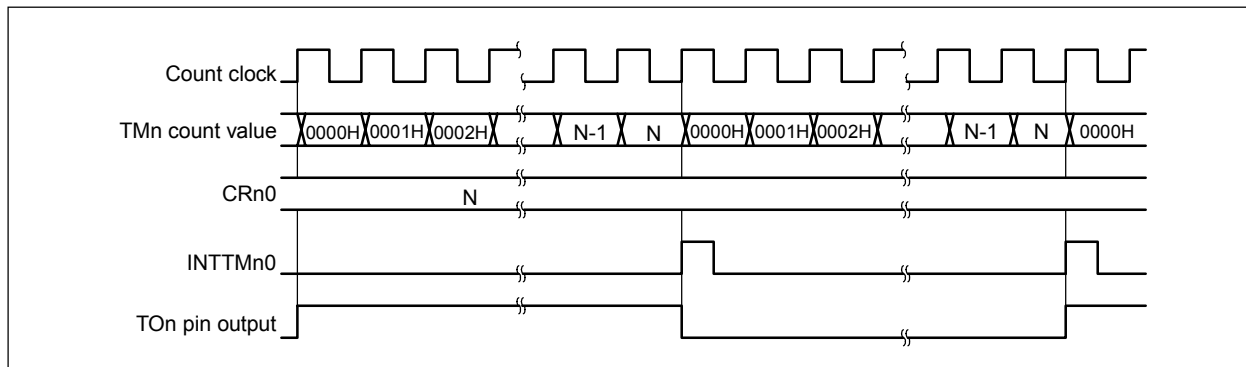 Count clock
TMn count value 0000H 0001H 0002H N-1 N 0000H 0001H 0002H N-1 N 0000H
CRn0 N
INTTMn0
TOn pin output